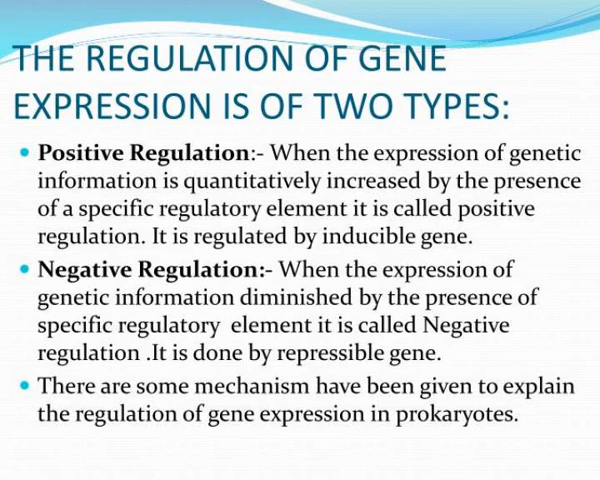 THE REGULATION OF GENE
EXPRESSION IS OF TWO TYPES:
• Positive Regulation:- When the expression of genetic
information is quantitatively increased by the presence
of a specific regulatory element it is called positive
regulation. It is regulated by inducible gene.
• Negative Regulation:- When the expression of
genetic information diminished by the presence of
specific regulatory element it is called Negative
regulation .It is done by repressible gene.
• There are some mechanism have been given to explain
the regulation of gene expression in prokaryotes.